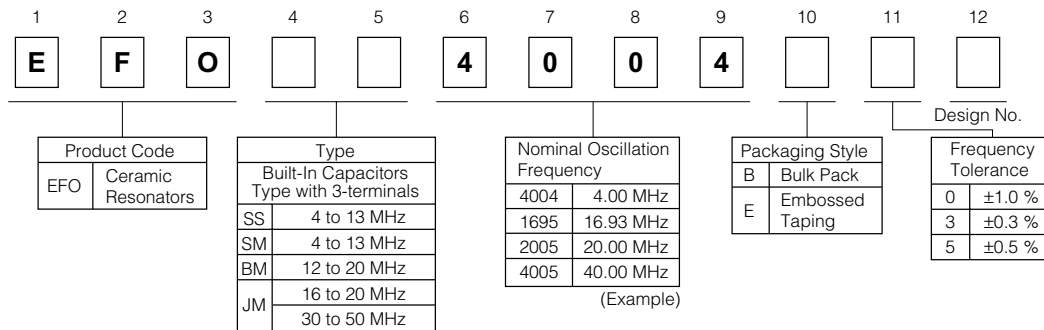 1 2 3 4 5 6 7 8 9 10 11 12
E F O 4 0 0 4
Design No.
Product Code
EFO Ceramic
Resonators
Type
Built-In Capacitors
Type with 3-terminals
SS 4 to 13 MHz
SM 4 to 13 MHz
BM 12 to 20 MHz
JM 16 to 20 MHz
30 to 50 MHz
Nominal Oscillation
Frequency
4004 4.00 MHz
1695 16.93 MHz
2005 20.00 MHz
4005 40.00 MHz
(Example)
Packaging Style
B Bulk Pack
E Embossed
Taping
Frequency
Tolerance
0 ±1.0 %
3 ±0.3 %
5 ±0.5 %